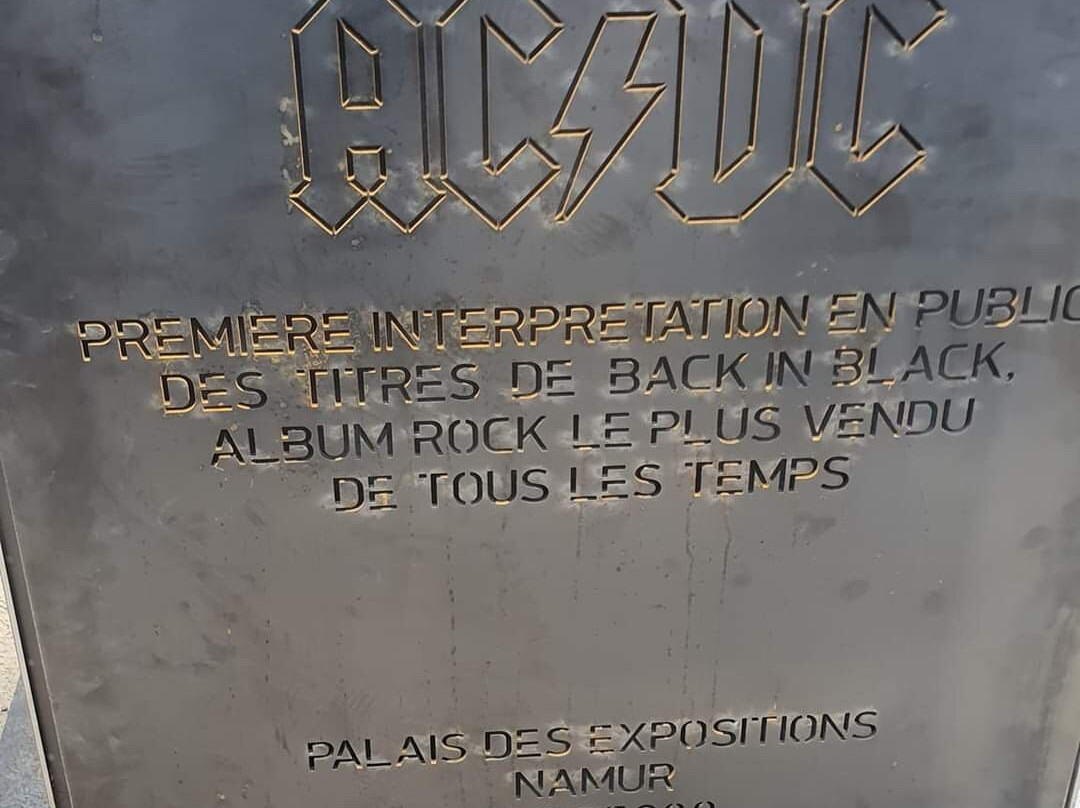 AC⚡DC
PREMIERE INTERPRETATION EN PUBLIC
DES TITRES DE BACK IN BLACK,
ALBUM ROCK LE PLUS VENDU
DE TOUS LES TEMPS
PALAIS DES EXPOSITIONS
NAMUR